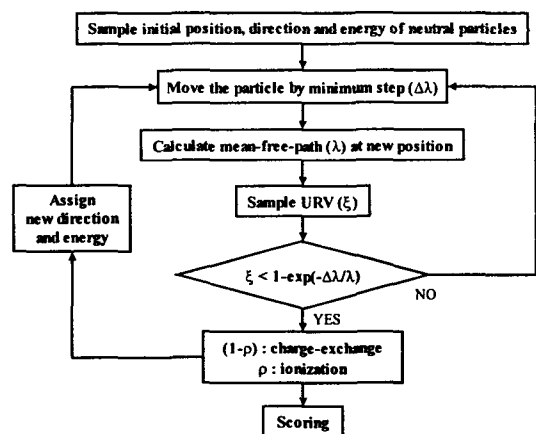 Sample initial position, direction and energy of neutral particles
Move the particle by minimum step (Δλ)
Calculate mean-free-path (λ) at new position
Assign
new direction
and energy
Sample URV (ξ)
ξ < 1-exp(-Δλ/λ)
NO
YES
(1-ρ) : charge-exchange
ρ : ionization
Scoring